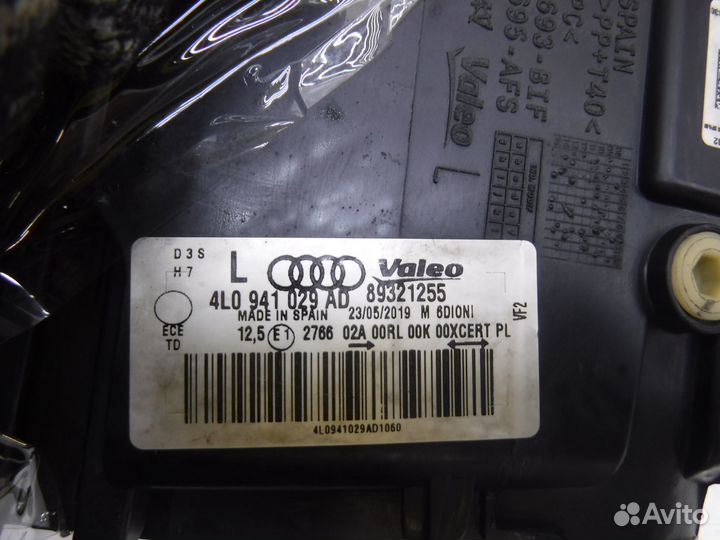 SPAIN
>PP+T40<
PC<
693-BIF
695-AFS
Valeo L
D3S
H7
L Valeo
4L0 941 029 AD 89321255
MADE IN SPAIN 23/05/2019 M 6DIONI
VF2
ECE
TD
12,5 E1 2766 02A 00RL 00K 00XCERT PL
4L0941029AD1060
Avito